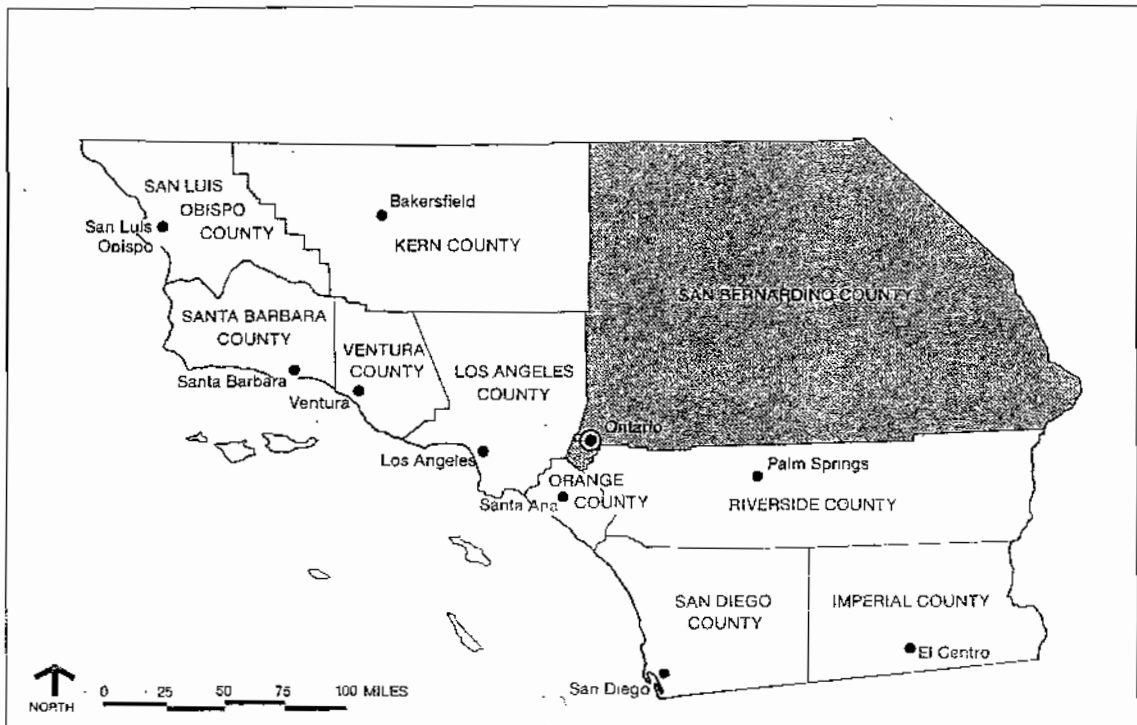 SAN LUIS
OBISPO
COUNTY
San Luis
Obispo
Bakersfield
KERN COUNTY
SAN BERNARDINO COUNTY
SANTA BARBARA
COUNTY
Santa Barbara
VENTURA
COUNTY
Ventura
LOS ANGELES
COUNTY
Los Angeles
Ontario
ORANGE
COUNTY
Santa Ana
Palm Springs
RIVERSIDE COUNTY
SAN DIEGO
COUNTY
IMPERIAL COUNTY
El Centro
San Diego
NORTH
0 25 50 75 100 MILES